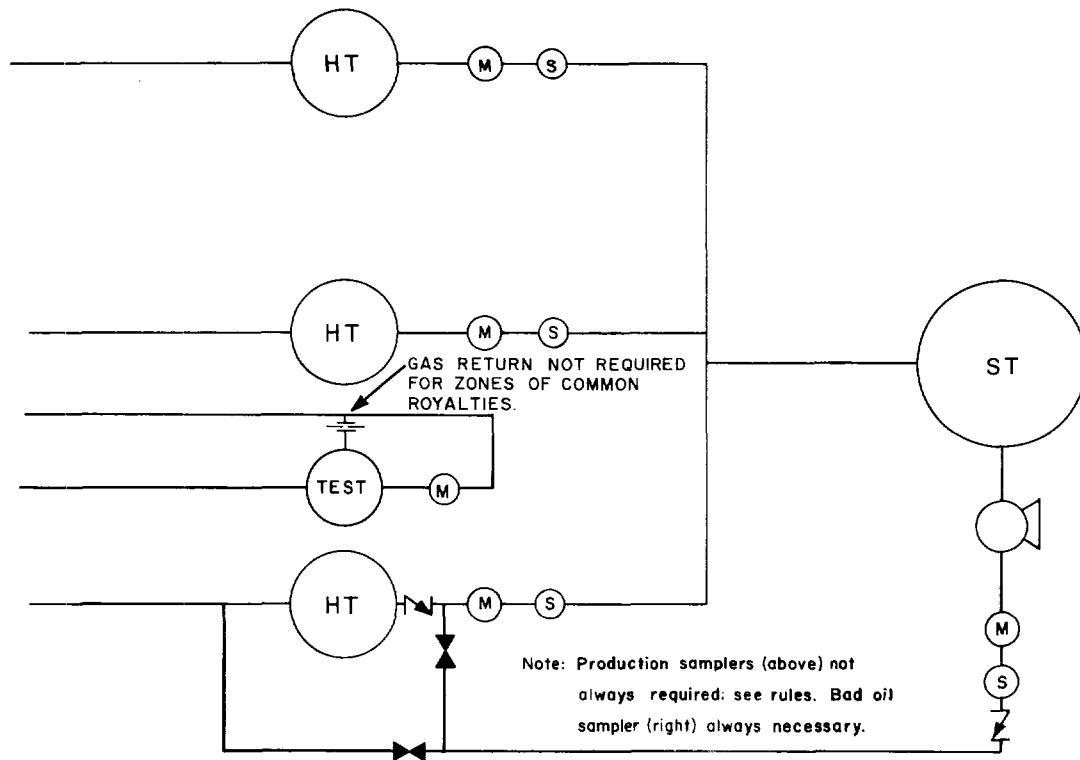 HT
M
S
HT
M
S
GAS RETURN NOT REQUIRED
FOR ZONES OF COMMON
ROYALTIES.
ST
TEST
M
HT
M
S
M
S
Note: Production samplers (above) not
always required; see rules. Bad oil
sampler (right) always necessary.